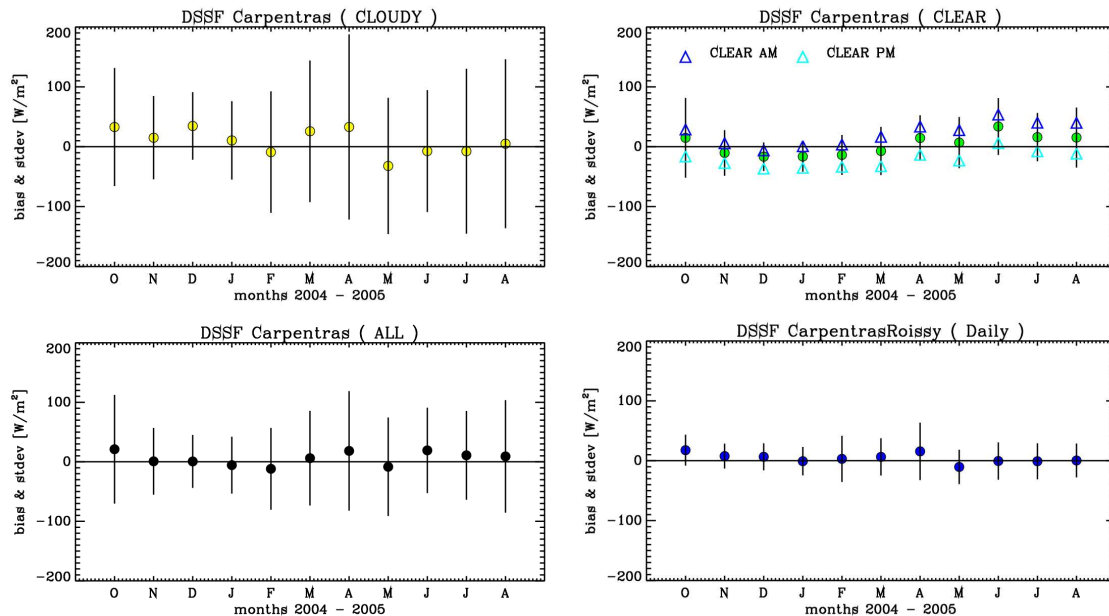 DSSF Carpentras ( CLOUDY )
200
100
0
-100
-200
bias & stdev [W/m²]
O N D J F M A M J J A
months 2004 - 2005
DSSF Carpentras ( CLEAR )
CLEAR AM CLEAR PM
200
100
0
-100
-200
bias & stdev [W/m²]
O N D J F M A M J J A
months 2004 - 2005
DSSF Carpentras ( ALL )
200
100
0
-100
-200
bias & stdev [W/m²]
O N D J F M A M J J A
months 2004 - 2005
DSSF CarpentrasRoissy ( Daily )
200
100
0
-100
-200
bias & stdev [W/m²]
O N D J F M A M J J A
months 2004 - 2005